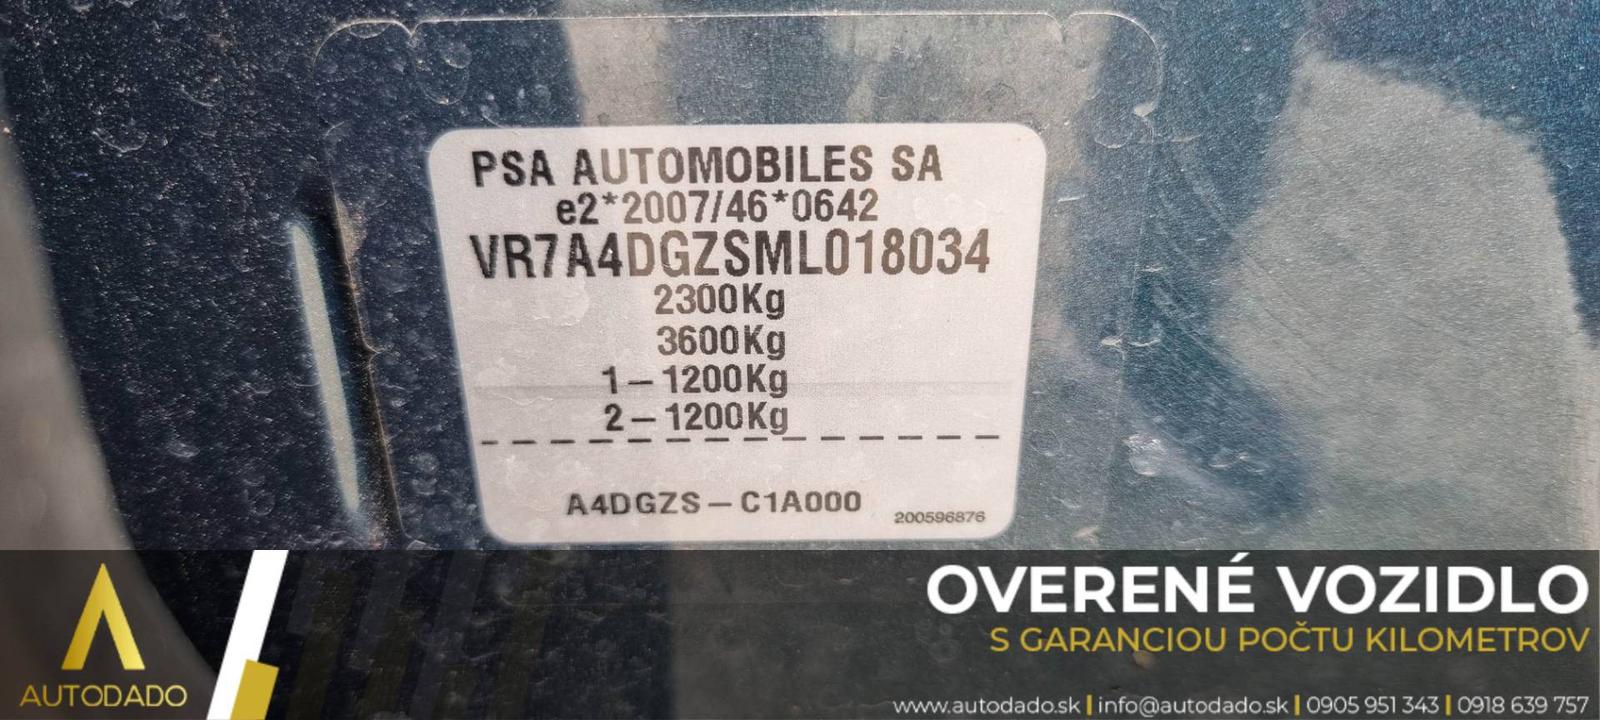 PSA AUTOMOBILES SA
e2*2007/46*0642
VR7A4DGZSML018034
2300Kg
3600Kg
1-1200Kg
2-1200Kg
A4DGZS-C1A000
200596876
AUTODADO
OVERENÉ VOZIDLO
S GARANCIOU POČTU KILOMETROV
www.autodado.sk | info@autodado.sk | 0905 951 343 | 0918 639 757